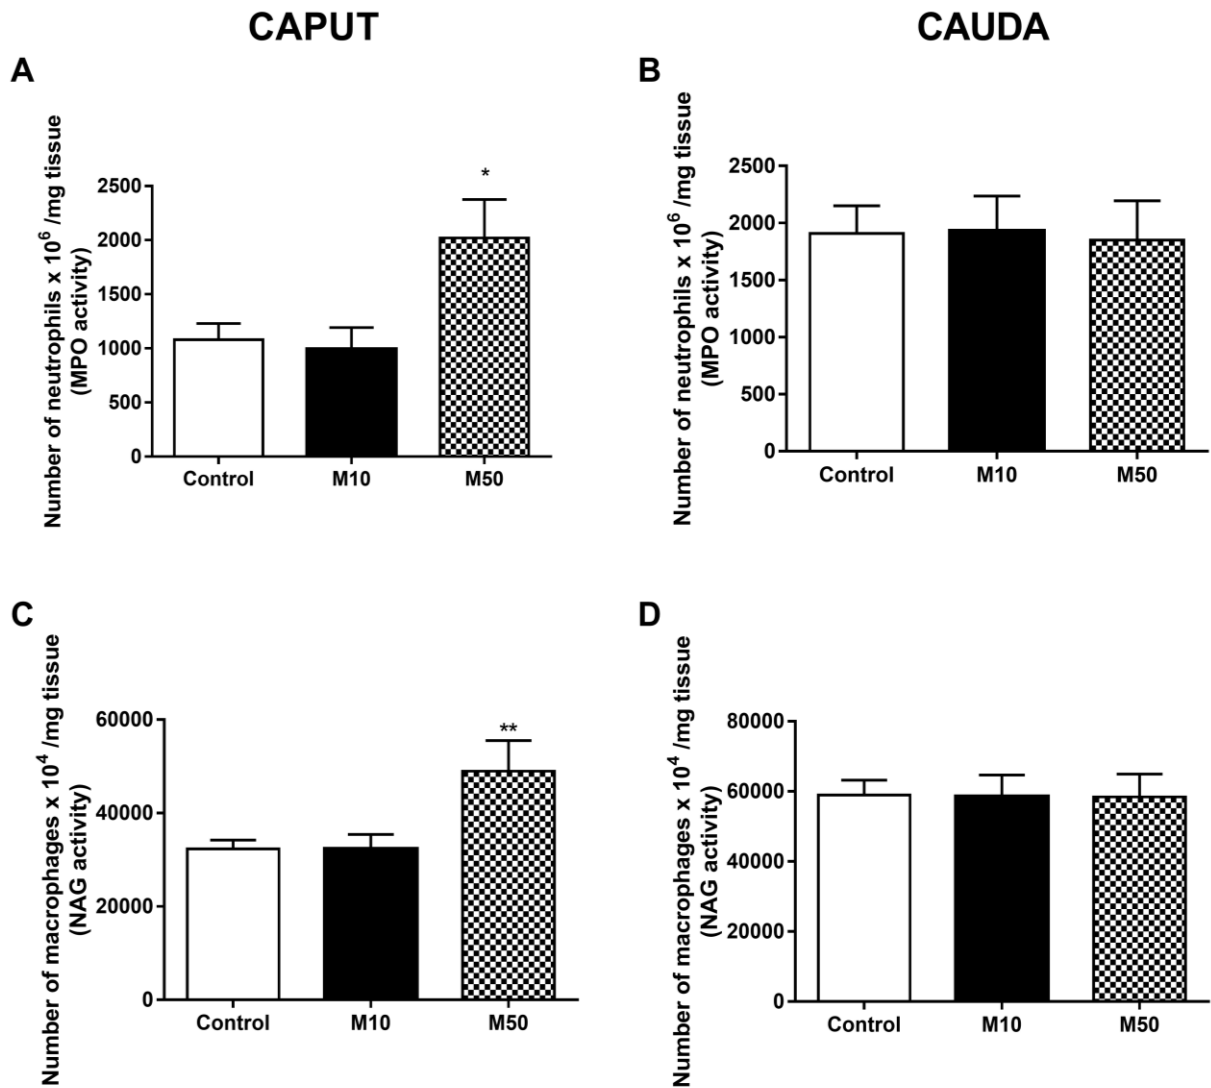 CAPUT
CAUDA
A
Number of neutrophils x 10⁶ /mg tissue
(MPO activity)
2500
2000
1500
1000
500
0
*
Control
M10
M50
B
Number of neutrophils x 10⁶ /mg tissue
(MPO activity)
2500
2000
1500
1000
500
0
Control
M10
M50
C
Number of macrophages x 10⁴ /mg tissue
(NAG activity)
60000
40000
20000
0
**
Control
M10
M50
D
Number of macrophages x 10⁴ /mg tissue
(NAG activity)
80000
60000
40000
20000
0
Control
M10
M50